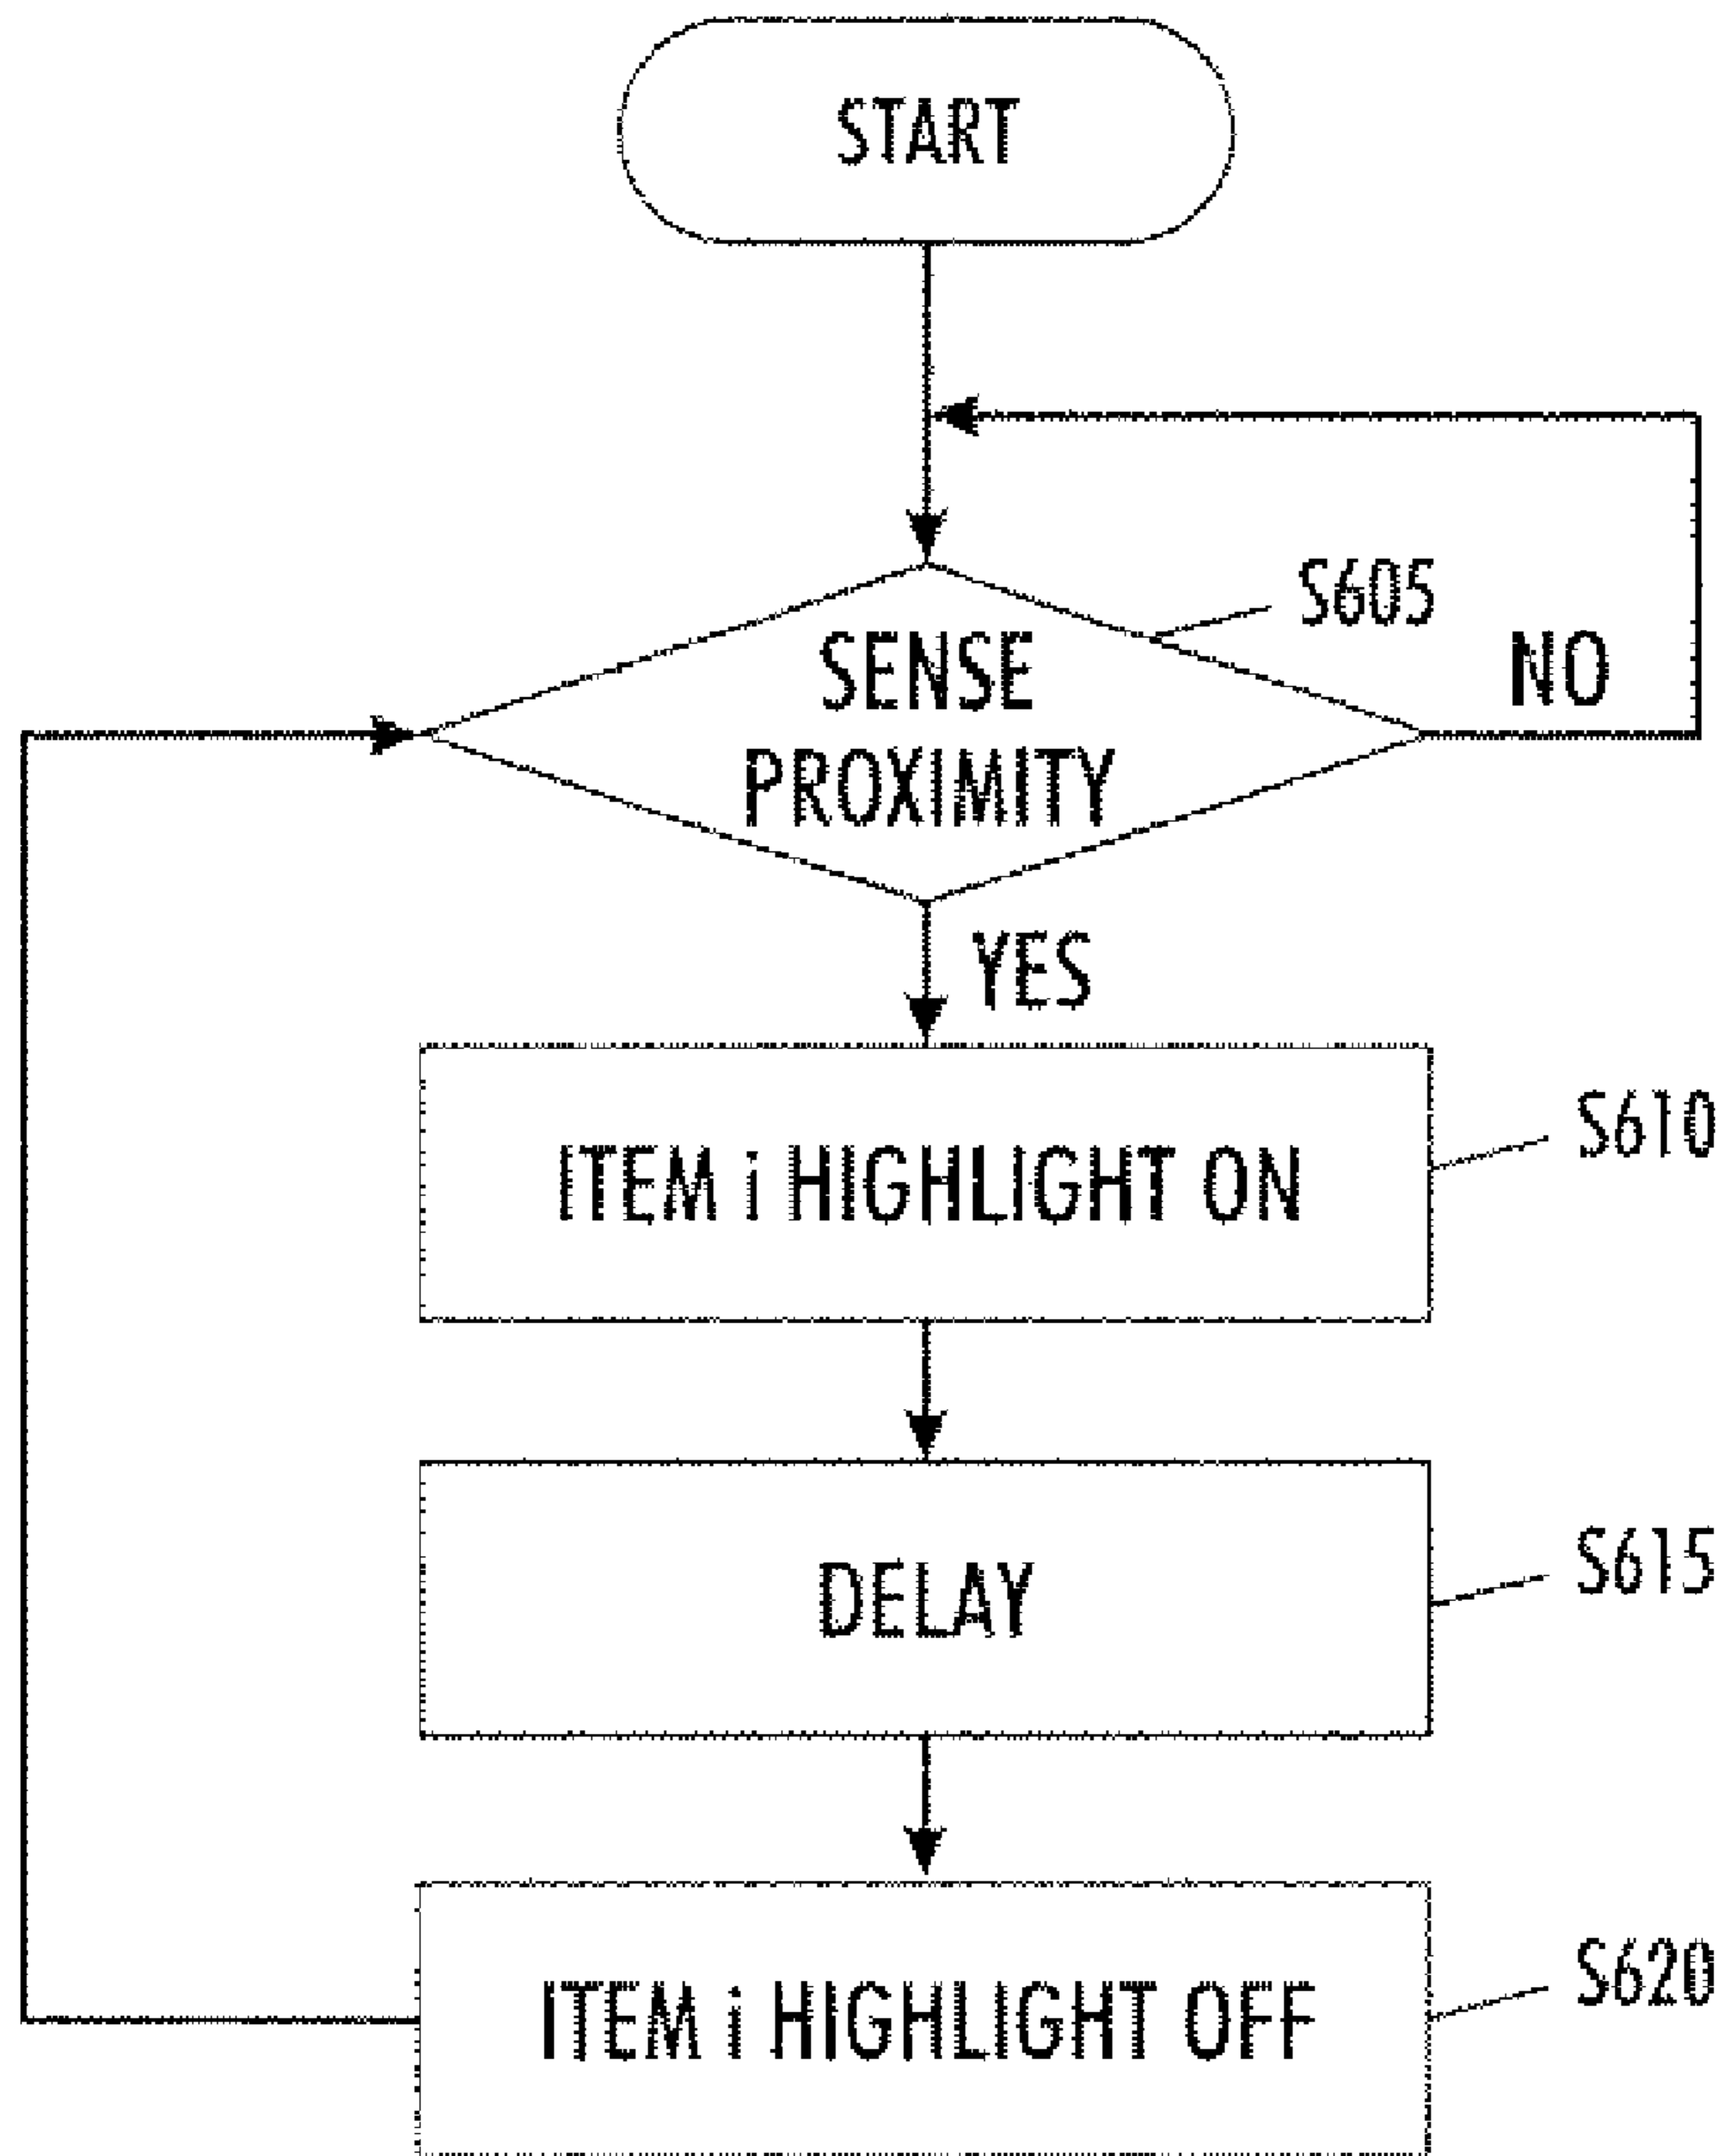 START
S605
SENSE
NO
PROXIMITY
YES
ITEM i HIGHLIGHT ON
S610
DELAY
S615
ITEM i HIGHLIGHT OFF
S620